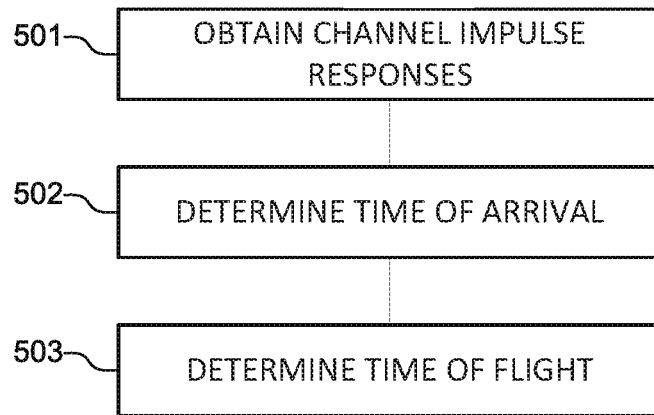 501
OBTAIN CHANNEL IMPULSE
RESPONSES
502
DETERMINE TIME OF ARRIVAL
503
DETERMINE TIME OF FLIGHT